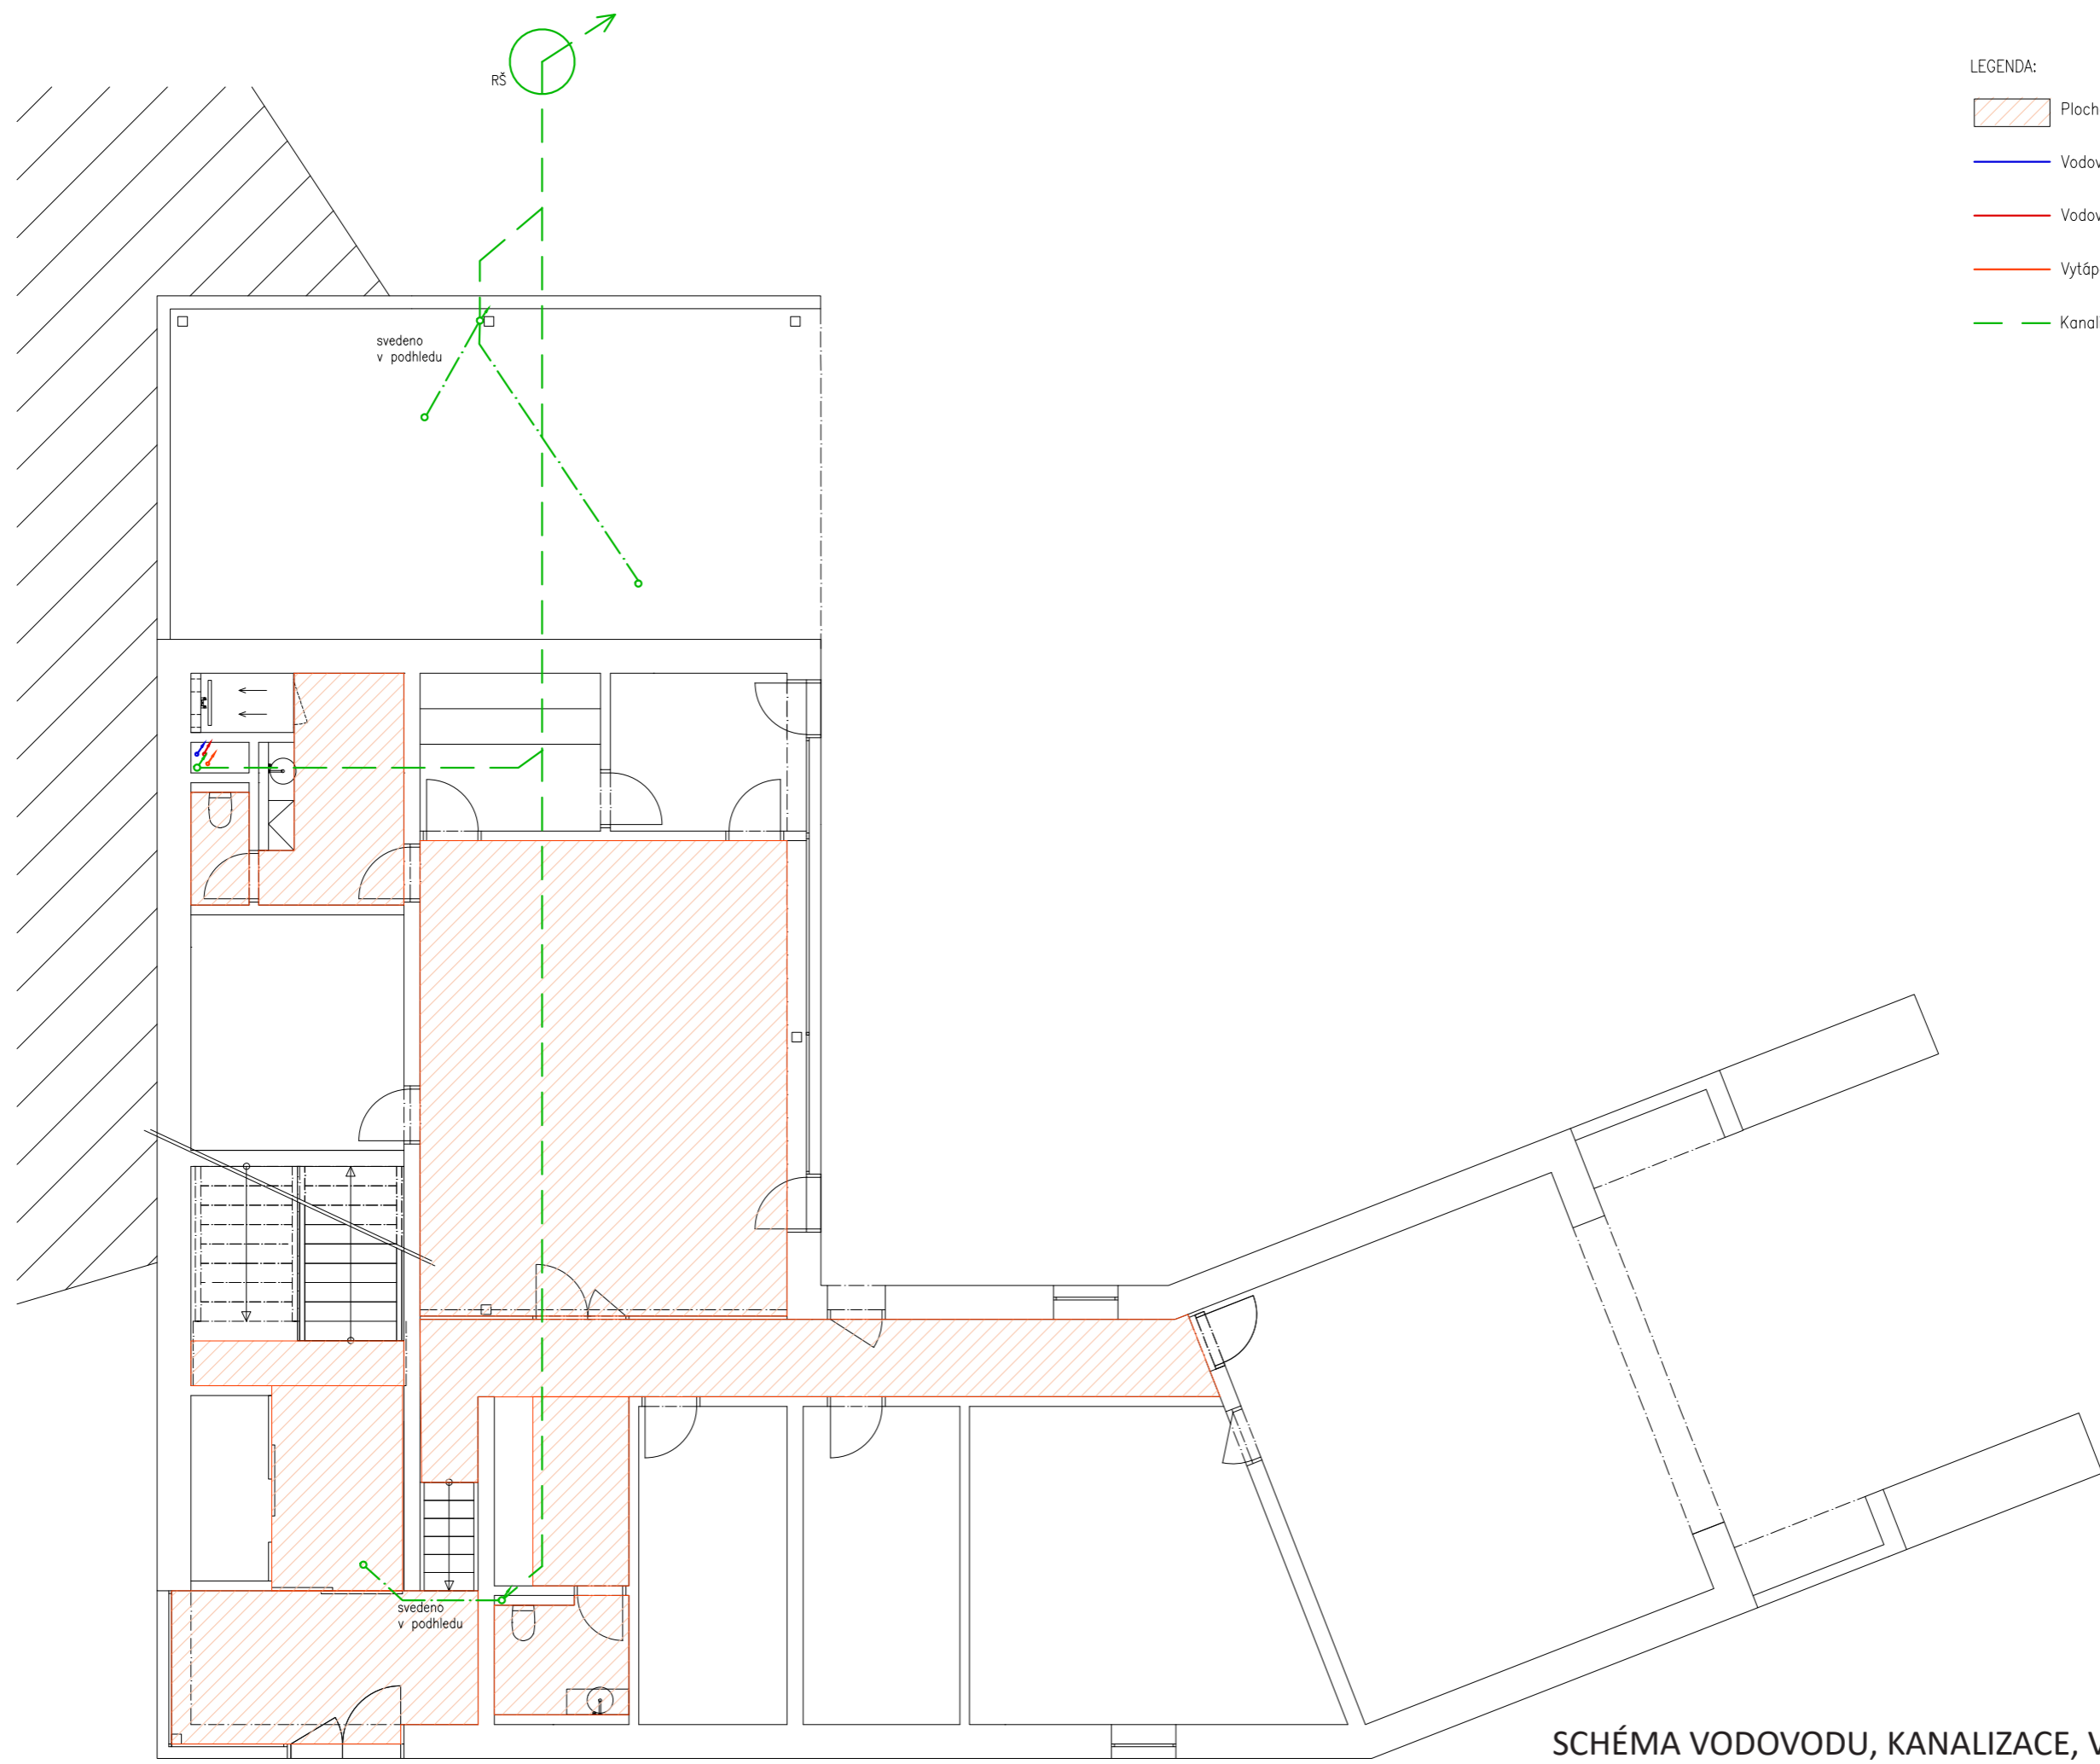 RŠ
LEGENDA:
Ploch
Vodov
Vodov
Vytáp
Kanal
svedeno
v podhledu
svedeno
v podhledu
SCHÉMA VODOVODU, KANALIZACE, V